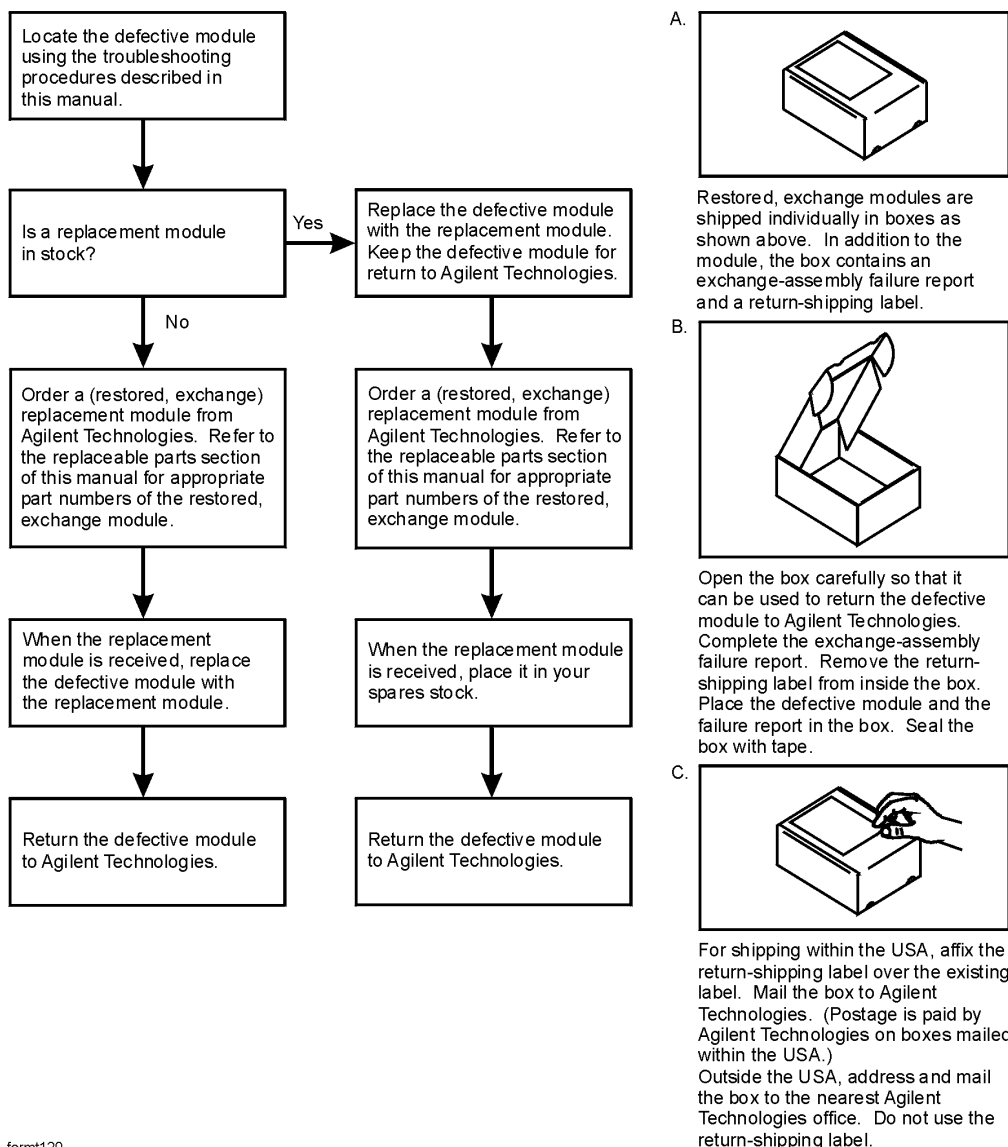 Locate the defective module
using the troubleshooting
procedures described in
this manual.
Is a replacement module
in stock?
Yes
Replace the defective module
with the replacement module.
Keep the defective module for
return to Agilent Technologies.
No
Order a (restored, exchange)
replacement module from
Agilent Technologies. Refer to
the replaceable parts section
of this manual for appropriate
part numbers of the restored,
exchange module.
Order a (restored, exchange)
replacement module from
Agilent Technologies. Refer to
the replaceable parts section
of this manual for appropriate
part numbers of the restored,
exchange module.
When the replacement
module is received, replace
the defective module with
the replacement module.
When the replacement module
is received, place it in your
spares stock.
Return the defective module
to Agilent Technologies.
Return the defective module
to Agilent Technologies.
A.
Restored, exchange modules are
shipped individually in boxes as
shown above. In addition to the
module, the box contains an
exchange-assembly failure report
and a return-shipping label.
B.
Open the box carefully so that it
can be used to return the defective
module to Agilent Technologies.
Complete the exchange-assembly
failure report. Remove the return-
shipping label from inside the box.
Place the defective module and the
failure report in the box. Seal the
box with tape.
C.
For shipping within the USA, affix the
return-shipping label over the existing
label. Mail the box to Agilent
Technologies. (Postage is paid by
Agilent Technologies on boxes mailed
within the USA.)
Outside the USA, address and mail
the box to the nearest Agilent
Technologies office. Do not use the
return-shipping label.